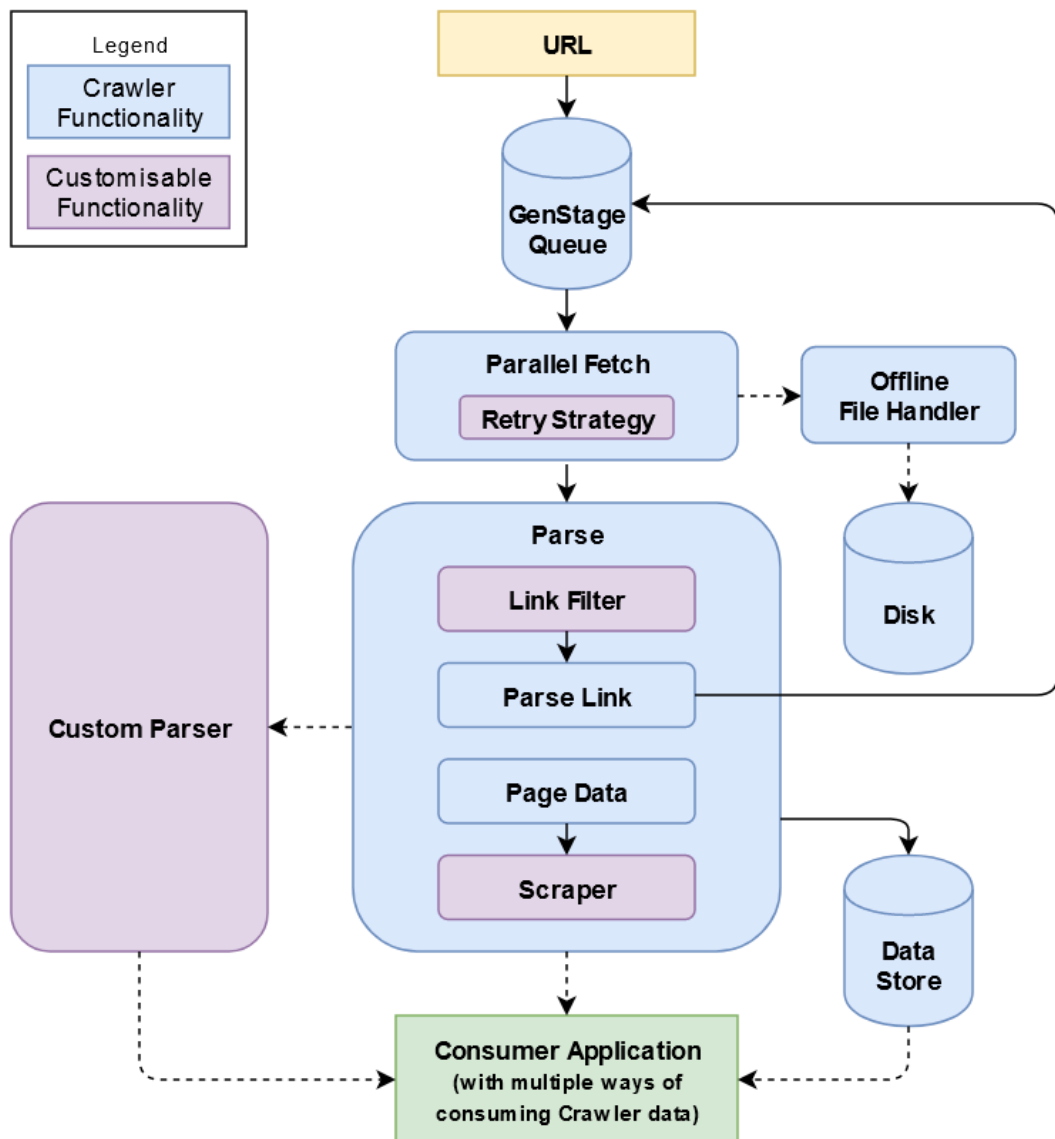 Legend
Crawler
Functionality
Customisable
Functionality
URL
GenStage
Queue
Parallel Fetch
Retry Strategy
Offline
File Handler
Disk
Parse
Link Filter
Parse Link
Page Data
Scraper
Custom Parser
Data
Store
Consumer Application
(with multiple ways of
consuming Crawler data)